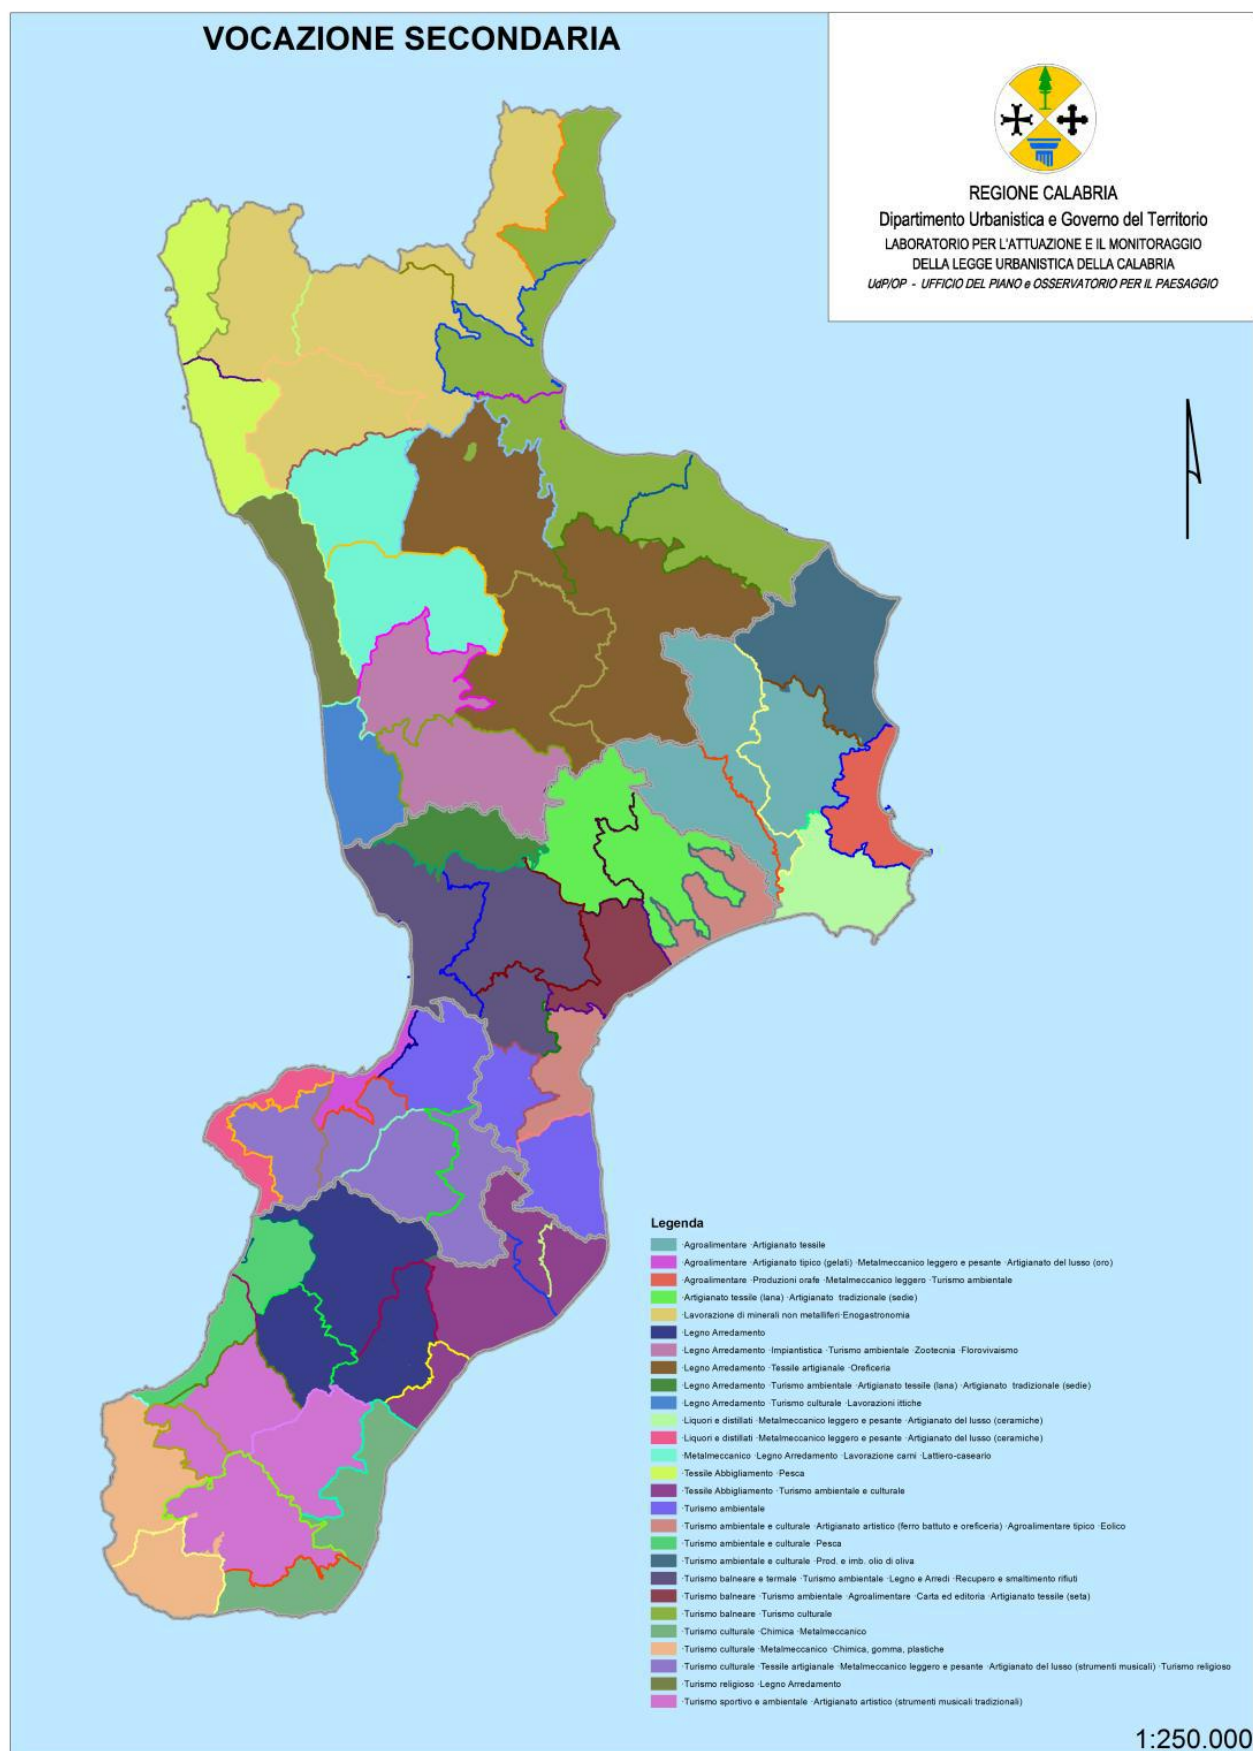 VOCAZIONE SECONDARIA
REGIONE CALABRIA
Dipartimento Urbanistica e Governo del Territorio
LABORATORIO PER L'ATTUAZIONE E IL MONITORAGGIO
DELLA LEGGE URBANISTICA DELLA CALABRIA
UdP/OP - UFFICIO DEL PIANO e OSSERVATORIO PER IL PAESAGGIO
Legenda
·Agroalimentare ·Artigianato tessile
·Agroalimentare ·Artigianato tipico (gelati) ·Metalmeccanico leggero e pesante ·Artigianato del lusso (oro)
·Agroalimentare ·Produzioni orafe ·Metalmeccanico leggero ·Turismo ambientale
·Artigianato tessile (lana) ·Artigianato tradizionale (sedie)
·Lavorazione di minerali non metalliferi·Enogastronomia
·Legno Arredamento
·Legno Arredamento ·Impiantistica ·Turismo ambientale ·Zootecnia ·Florovivaismo
·Legno Arredamento ·Tessile artigianale ·Oreficeria
·Legno Arredamento ·Turismo ambientale ·Artigianato tessile (lana) ·Artigianato tradizionale (sedie)
·Legno Arredamento ·Turismo culturale ·Lavorazioni ittiche
·Liquori e distillati ·Metalmeccanico leggero e pesante ·Artigianato del lusso (ceramiche)
·Liquori e distillati ·Metalmeccanico leggero e pesante ·Artigianato del lusso (ceramiche)
·Metalmeccanico ·Legno Arredamento ·Lavorazione carni ·Lattiero-caseario
·Tessile Abbigliamento ·Pesca
·Tessile Abbigliamento ·Turismo ambientale e culturale
·Turismo ambientale
·Turismo ambientale e culturale ·Artigianato artistico (ferro battuto e oreficeria) ·Agroalimentare tipico ·Eolico
·Turismo ambientale e culturale ·Pesca
·Turismo ambientale e culturale ·Prod. e imb. olio di oliva
·Turismo balneare e termale ·Turismo ambientale ·Legno e Arredi ·Recupero e smaltimento rifiuti
·Turismo balneare ·Turismo ambientale ·Agroalimentare ·Carta ed editoria ·Artigianato tessile (seta)
·Turismo balneare ·Turismo culturale
·Turismo culturale ·Chimica ·Metalmeccanico
·Turismo culturale ·Metalmeccanico ·Chimica, gomma, plastiche
·Turismo culturale ·Tessile artigianale ·Metalmeccanico leggero e pesante ·Artigianato del lusso (strumenti musicali) ·Turismo religioso
·Turismo religioso ·Legno Arredamento
·Turismo sportivo e ambientale ·Artigianato artistico (strumenti musicali tradizionali)
1:250.000